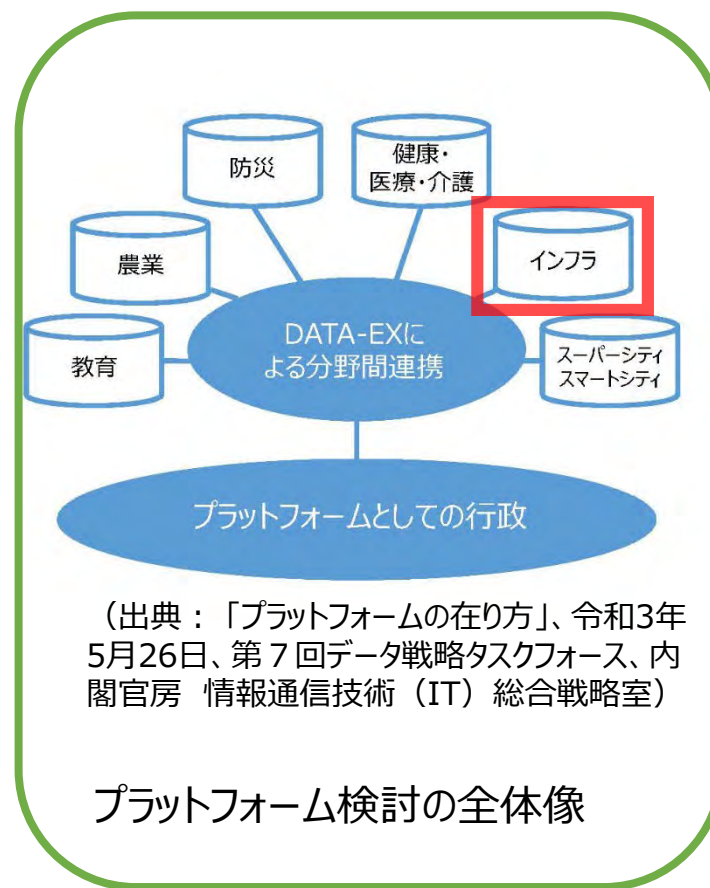 防災
健康・
医療・介護
農業
インフラ
教育
DATA-EXに
よる分野間連携
スーパーシティ
スマートシティ
プラットフォームとしての行政
（出典：「プラットフォームの在り方」、令和3年
5月26日、第７回データ戦略タスクフォース、内
閣官房 情報通信技術（IT）総合戦略室）
プラットフォーム検討の全体像